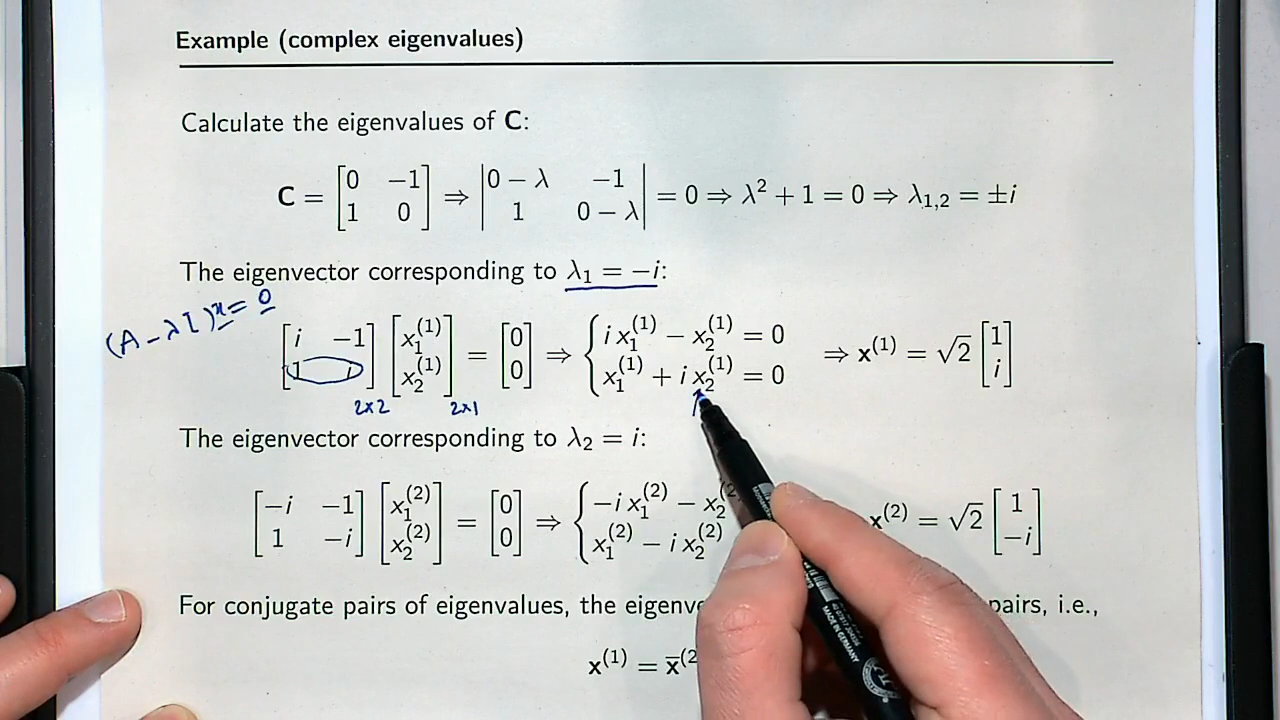 Example (complex eigenvalues)
Calculate the eigenvalues of C:
C = [0 −1; 1 0] ⇒ |0 − λ −1; 1 0 − λ| = 0 ⇒ λ² + 1 = 0 ⇒ λ₁,₂ = ±i
The eigenvector corresponding to λ₁ = −i:
(A − λI)x = 0
[i −1; 1 i] [x₁⁽¹⁾; x₂⁽¹⁾] = [0; 0] ⇒ { i x₁⁽¹⁾ − x₂⁽¹⁾ = 0; x₁⁽¹⁾ + i x₂⁽¹⁾ = 0 ⇒ x⁽¹⁾ = √2 [1; i]
2x2 2x1
The eigenvector corresponding to λ₂ = i:
[−i −1; 1 −i] [x₁⁽²⁾; x₂⁽²⁾] = [0; 0] ⇒ { −i x₁⁽²⁾ − x₂⁽²; x₁⁽²⁾ − i x₂⁽²⁾ x⁽²⁾ = √2 [1; −i]
For conjugate pairs of eigenvalues, the pairs, i.e.,
x⁽¹⁾ = x̅⁽²
MADE IN GERMANY